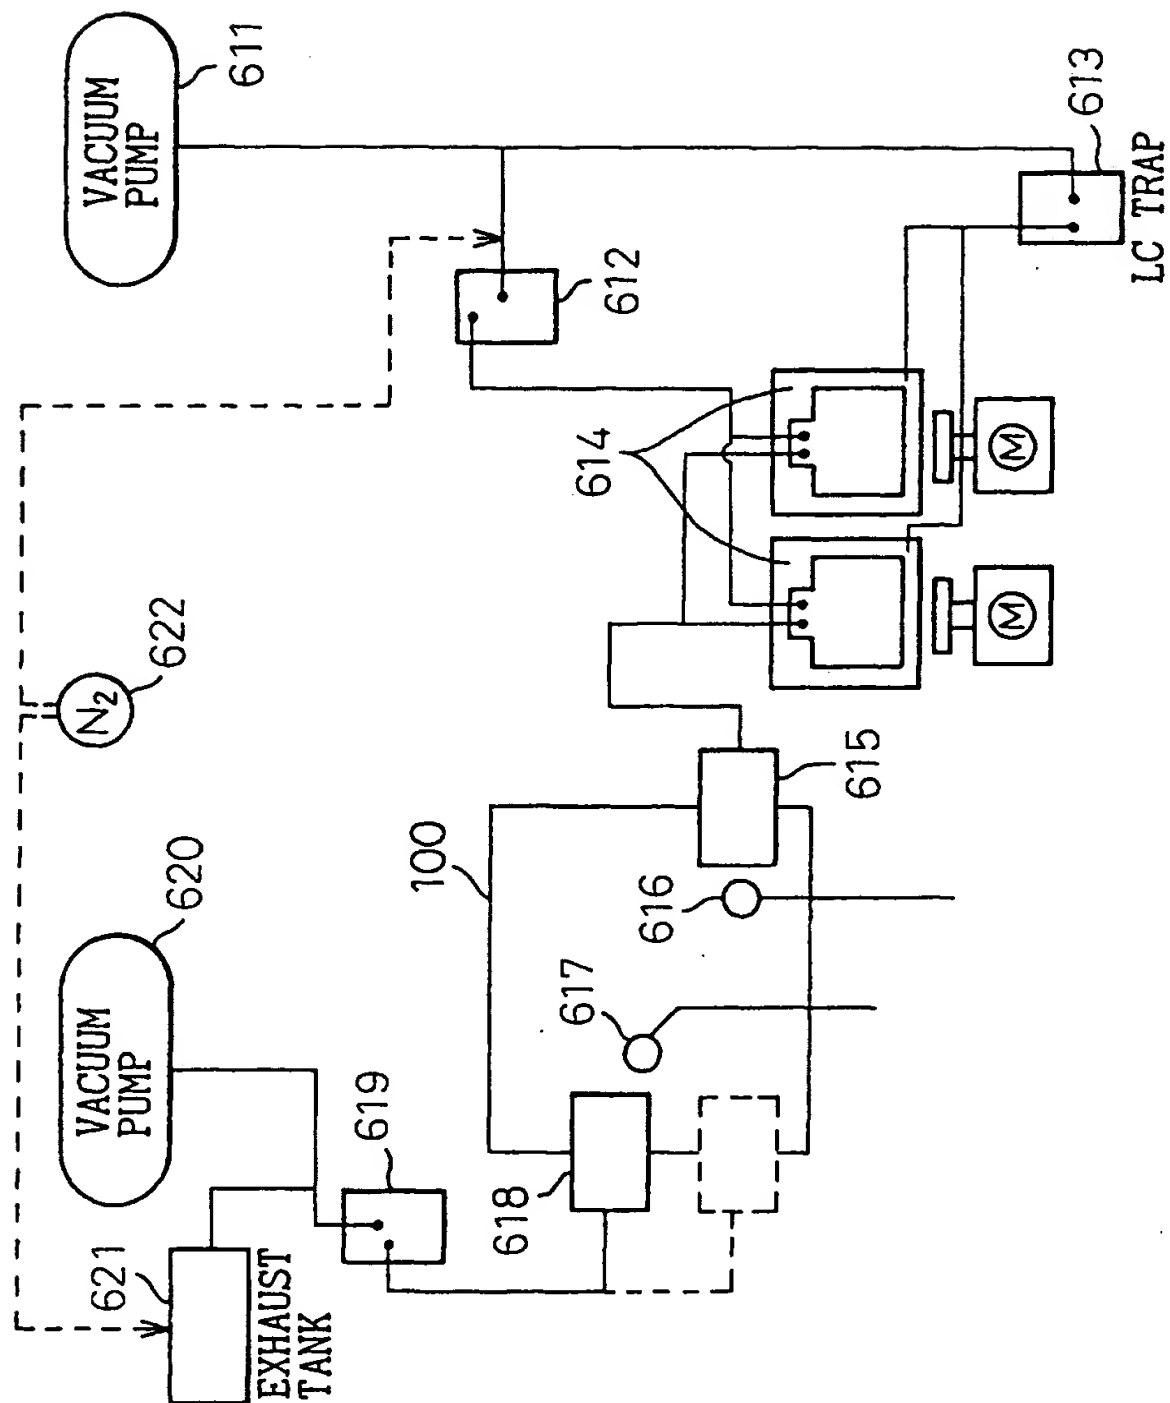 VACUUM
PUMP
620
N₂
622
VACUUM
PUMP
611
621
EXHAUST
TANK
619
100
612
618
617
614
616
615
M
M
613
LC TRAP